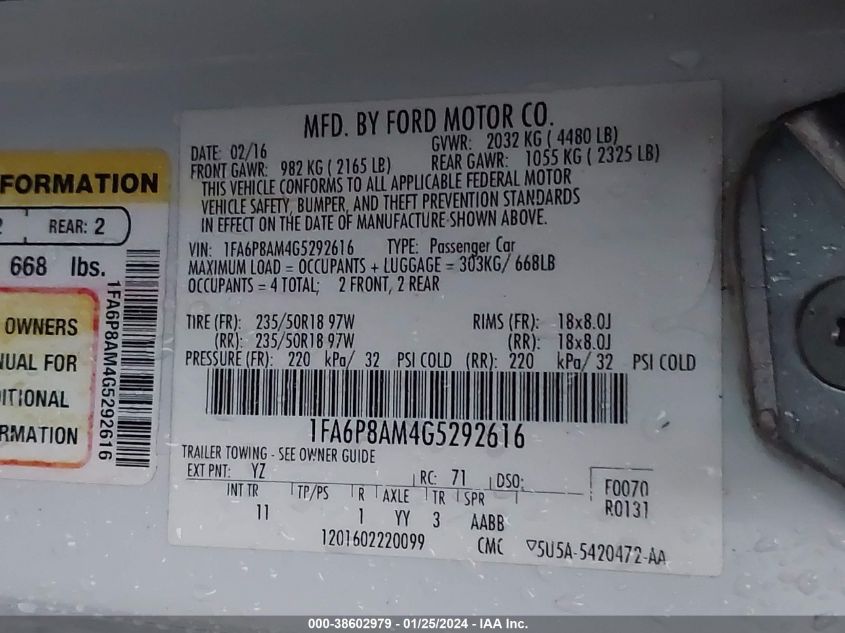 MFD. BY FORD MOTOR CO.
DATE: 02/16 GVWR: 2032 KG ( 4480 LB)
FRONT GAWR: 982 KG ( 2165 LB) REAR GAWR: 1055 KG ( 2325 LB)
THIS VEHICLE CONFORMS TO ALL APPLICABLE FEDERAL MOTOR
VEHICLE SAFETY, BUMPER, AND THEFT PREVENTION STANDARDS
IN EFFECT ON THE DATE OF MANUFACTURE SHOWN ABOVE.
VIN: 1FA6P8AM4G5292616 TYPE: Passenger Car
MAXIMUM LOAD = OCCUPANTS + LUGGAGE = 303KG/ 668LB
OCCUPANTS = 4 TOTAL; 2 FRONT, 2 REAR
TIRE (FR): 235/50R18 97W RIMS (FR): 18x8.0J
(RR): 235/50R18 97W (RR): 18x8.0J
PRESSURE (FR): 220 kPa/ 32 PSI COLD (RR): 220 kPa/ 32 PSI COLD
1FA6P8AM4G5292616
TRAILER TOWING - SEE OWNER GUIDE
EXT PNT: YZ RC: 71 DSO:
INT TR TP/PS R AXLE TR SPR
11 1 YY 3 AABB
F0070
R0131
1201602220099 CMC 5U5A-5420472-AA
FORMATION
2 REAR: 2
668 lbs.
OWNERS
NUAL FOR
DITIONAL
RMATION
1FA6P8AM4G5292616
000-38602979 - 01/25/2024 - IAA Inc.